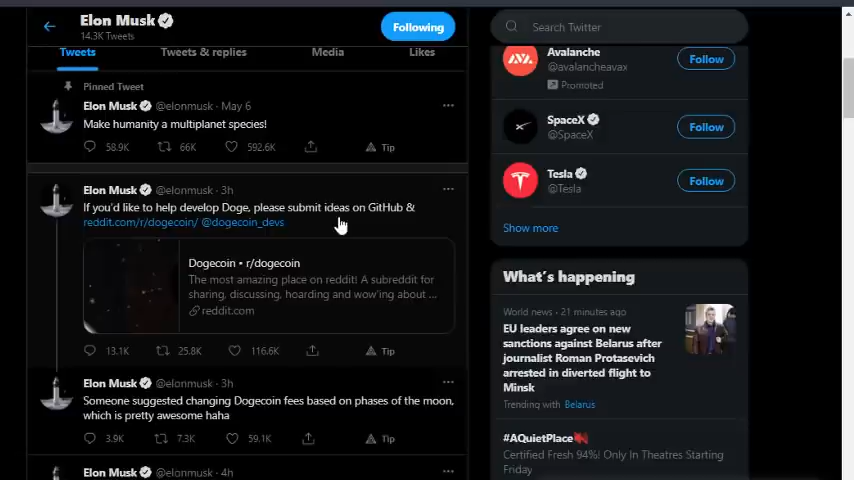 Elon Musk
14.3K Tweets
Following
Tweets
Tweets & replies
Media
Likes
Pinned Tweet
Elon Musk @elonmusk · May 6
Make humanity a multiplanet species!
58.9K
66K
592.6K
Tip
Elon Musk @elonmusk · 3h
If you'd like to help develop Doge, please submit ideas on GitHub &
reddit.com/r/dogecoin/ @dogecoin_devs
Dogecoin • r/dogecoin
The most amazing place on reddit! A subreddit for
sharing, discussing, hoarding and wow'ing about ...
reddit.com
13.1K
25.8K
116.6K
Tip
Elon Musk @elonmusk · 3h
Someone suggested changing Dogecoin fees based on phases of the moon,
which is pretty awesome haha
3.9K
7.3K
59.1K
Tip
Elon Musk @elonmusk · 4h
Search Twitter
Avalanche
@avalancheavax
Promoted
Follow
SpaceX
@SpaceX
Follow
Tesla
@Tesla
Follow
Show more
What's happening
World news · 21 minutes ago
EU leaders agree on new
sanctions against Belarus after
journalist Roman Protasevich
arrested in diverted flight to
Minsk
Trending with Belarus
#AQuietPlace
Certified Fresh 94%! Only In Theatres Starting
Friday